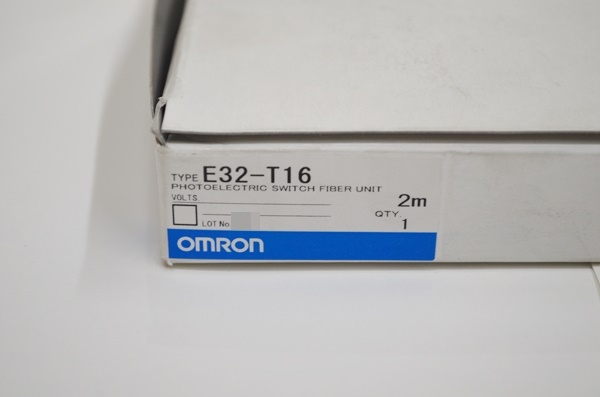 TYPE E32-T16
PHOTOELECTRIC SWITCH FIBER UNIT
VOLTS 2m
QTY.
LOT No 1
OMRON